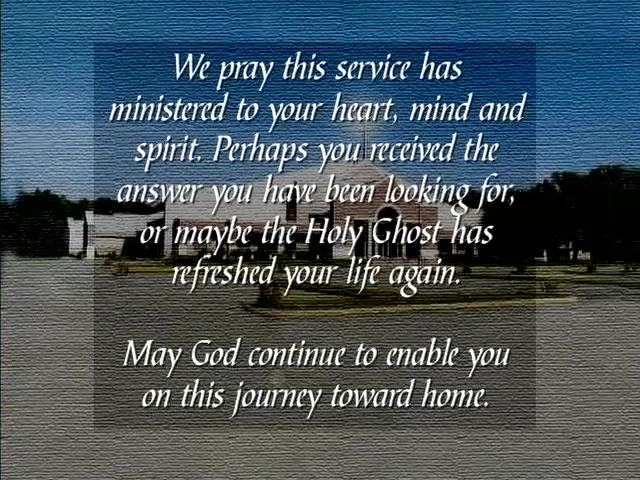 We pray this service has
ministered to your heart, mind and
spirit. Perhaps you received the
answer you have been looking for,
or maybe the Holy Ghost has
refreshed your life again.
May God continue to enable you
on this journey toward home.